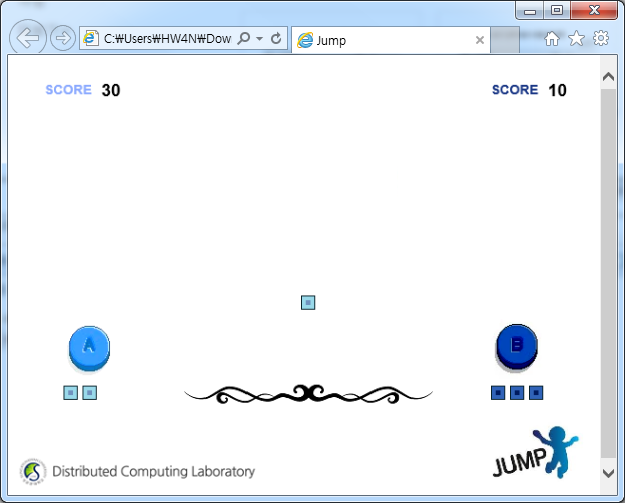 C:₩Users₩HW4N₩Dow
Jump
SCORE 30
SCORE 10
A
B
JUMP
Distributed Computing Laboratory